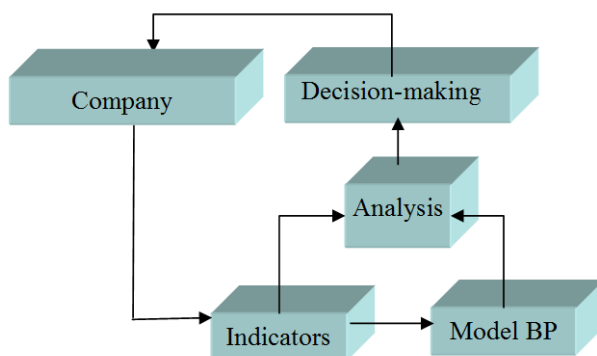 Company
Decision-making
Analysis
Indicators
Model BP